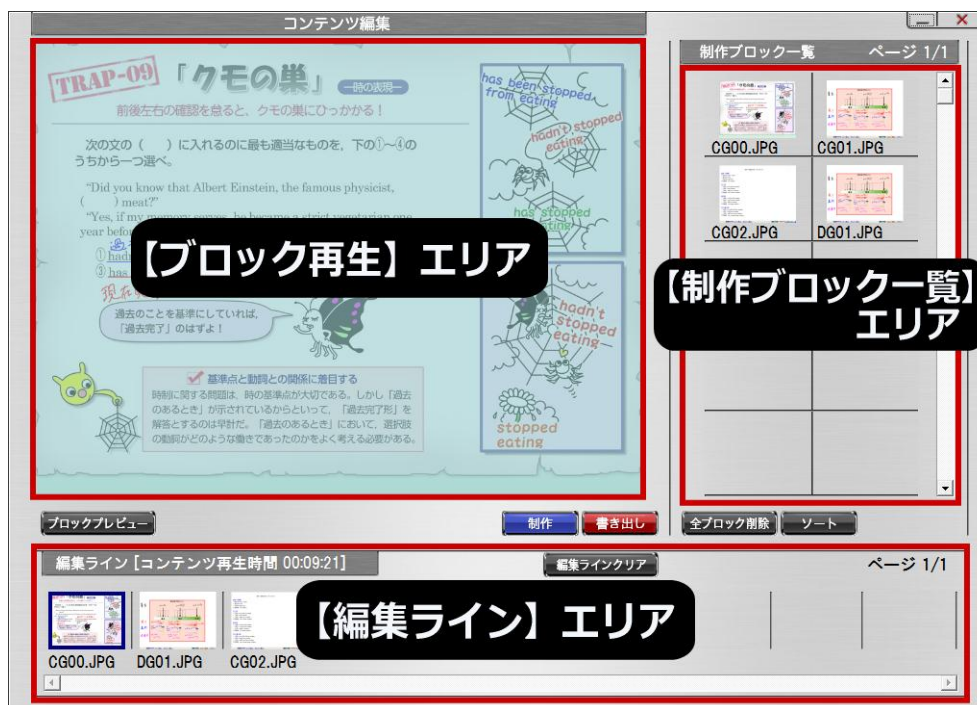 コンテンツ編集
TRAP-09 「クモの巣」 ―時の表現―
前後左右の確認を怠ると、クモの巣にひっかかる！
次の文の（　）に入れるのに最も適当なものを、下の①～④の
うちから一つ選べ。
"Did you know that Albert Einstein, the famous physicist,
(　　) meat?"
"Yes, if my memory serves, he became a strict vegetarian one
year befor
① had
③ has
現在
過去のことを基準にしていれば、
「過去完了」のはずよ！
基準点と動詞との関係に着目する
時制に関する問題は、時の基準点が大切である。しかし「過去
のあるとき」が示されているからといって、「過去完了形」を
解答とするのは早計だ。「過去のあるとき」において、選択肢
の動詞がどのような働きであったのかをよく考える必要がある。
has been stopped
from eating
hadn't stopped
eating
has stopped
eating
hadn't
stopped
eating
stopped
eating
【ブロック再生】エリア
ブロックプレビュー
制作
書き出し
制作ブロック一覧 ページ 1/1
CG00.JPG CG01.JPG
CG02.JPG DG01.JPG
【制作ブロック一覧】
エリア
全ブロック削除
ソート
編集ライン [コンテンツ再生時間 00:09:21]
編集ラインクリア
ページ 1/1
【編集ライン】エリア
CG00.JPG DG01.JPG CG02.JPG